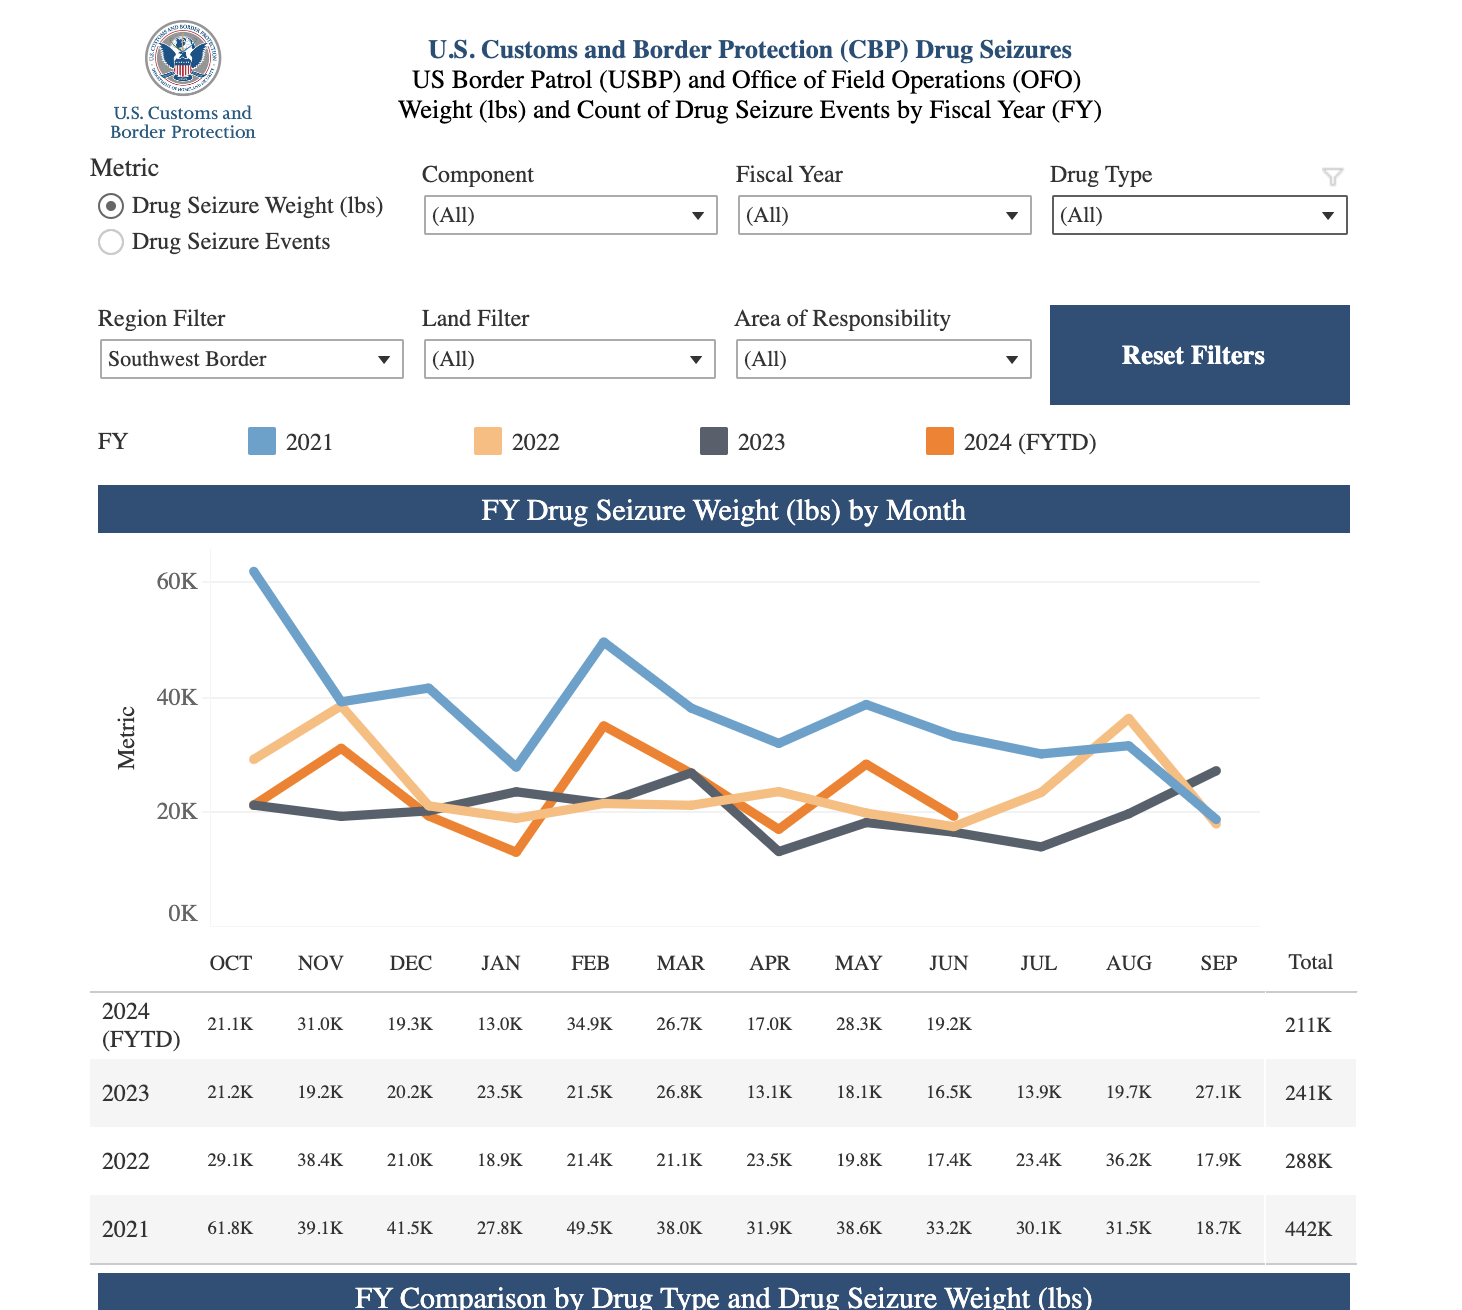 U.S. Customs and Border Protection (CBP) Drug Seizures
US Border Patrol (USBP) and Office of Field Operations (OFO)
Weight (lbs) and Count of Drug Seizure Events by Fiscal Year (FY)
U.S. Customs and
Border Protection
Metric
Drug Seizure Weight (lbs)
Drug Seizure Events
Component
(All)
Fiscal Year
(All)
Drug Type
(All)
Region Filter
Southwest Border
Land Filter
(All)
Area of Responsibility
(All)
Reset Filters
FY 2021 2022 2023 2024 (FYTD)
FY Drug Seizure Weight (lbs) by Month
Metric
60K
40K
20K
0K
OCT NOV DEC JAN FEB MAR APR MAY JUN JUL AUG SEP Total
2024
(FYTD) 21.1K 31.0K 19.3K 13.0K 34.9K 26.7K 17.0K 28.3K 19.2K 211K
2023 21.2K 19.2K 20.2K 23.5K 21.5K 26.8K 13.1K 18.1K 16.5K 13.9K 19.7K 27.1K 241K
2022 29.1K 38.4K 21.0K 18.9K 21.4K 21.1K 23.5K 19.8K 17.4K 23.4K 36.2K 17.9K 288K
2021 61.8K 39.1K 41.5K 27.8K 49.5K 38.0K 31.9K 38.6K 33.2K 30.1K 31.5K 18.7K 442K
FY Comparison by Drug Type and Drug Seizure Weight (lbs)